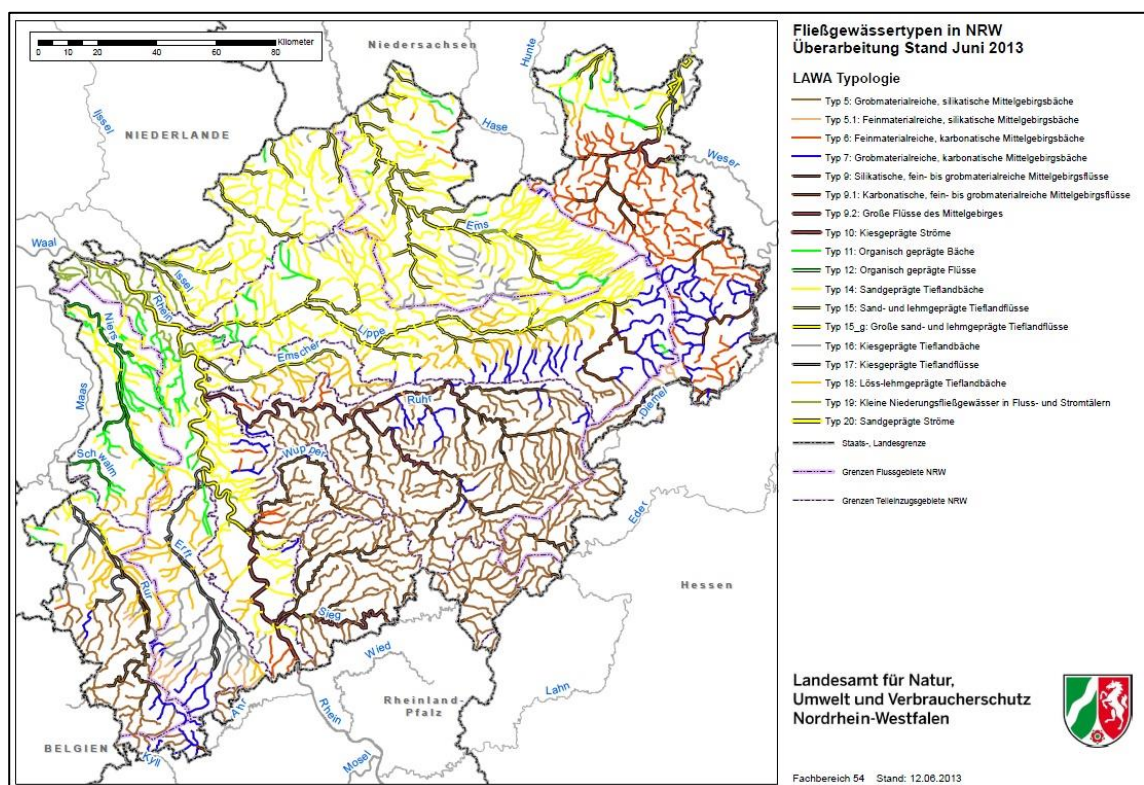 Kilometer
0 5 10 20 40 60 80
Niedersachsen
Hunte
Ijssel
NIEDERLANDE
Hase
Weser
Ems
Waal
Issel
Rhein
Lippe
Niers
Emscher
Maas
Ruhr
Diemel
Schwalm
Wupper
Eder
Erft
Hessen
Rur
Sieg
Wied
Lahn
Rheinland-
Pfalz
Ahr
Rhein
BELGIEN
Kyll
Mosel
Fließgewässertypen in NRW
Überarbeitung Stand Juni 2013
LAWA Typologie
Typ 5: Grobmaterialreiche, silikatische Mittelgebirgsbäche
Typ 5.1: Feinmaterialreiche, silikatische Mittelgebirgsbäche
Typ 6: Feinmaterialreiche, karbonatische Mittelgebirgsbäche
Typ 7: Grobmaterialreiche, karbonatische Mittelgebirgsbäche
Typ 9: Silikatische, fein- bis grobmaterialreiche Mittelgebirgsflüsse
Typ 9.1: Karbonatische, fein- bis grobmaterialreiche Mittelgebirgsflüsse
Typ 9.2: Große Flüsse des Mittelgebirges
Typ 10: Kiesgeprägte Ströme
Typ 11: Organisch geprägte Bäche
Typ 12: Organisch geprägte Flüsse
Typ 14: Sandgeprägte Tieflandbäche
Typ 15: Sand- und lehmgeprägte Tieflandflüsse
Typ 15_g: Große sand- und lehmgeprägte Tieflandflüsse
Typ 16: Kiesgeprägte Tieflandbäche
Typ 17: Kiesgeprägte Tieflandflüsse
Typ 18: Löss-lehmgeprägte Tieflandbäche
Typ 19: Kleine Niederungsfließgewässer in Fluss- und Stromtälern
Typ 20: Sandgeprägte Ströme
Staats-, Landesgrenze
Grenzen Flussgebiete NRW
Grenzen Teileinzugsgebiete NRW
Landesamt für Natur,
Umwelt und Verbraucherschutz
Nordrhein-Westfalen
Fachbereich 54 Stand: 12.06.2013